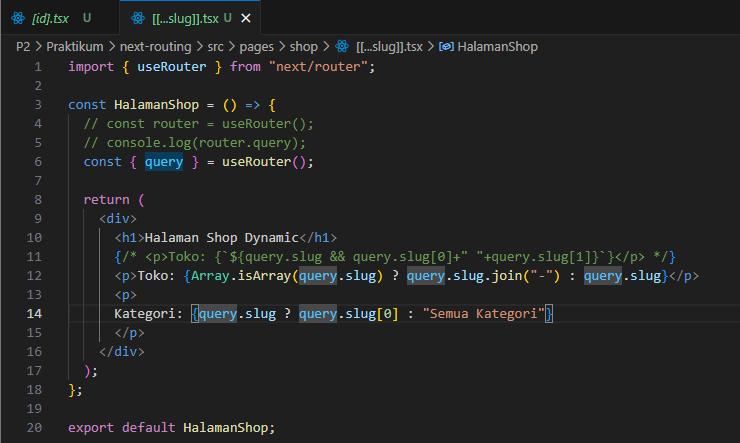 [id].tsx U [[...slug]].tsx U ×
P2 > Praktikum > next-routing > src > pages > shop > [[...slug]].tsx > HalamanShop
1 import { useRouter } from "next/router";
2
3 const HalamanShop = () => {
4 // const router = useRouter();
5 // console.log(router.query);
6 const { query } = useRouter();
7
8 return (
9 <div>
10 <h1>Halaman Shop Dynamic</h1>
11 {/* <p>Toko: {`${query.slug && query.slug[0]+" "+query.slug[1]}`}</p> */}
12 <p>Toko: {Array.isArray(query.slug) ? query.slug.join("-") : query.slug}</p>
13 <p>
14 Kategori: {query.slug ? query.slug[0] : "Semua Kategori"}
15 </p>
16 </div>
17 );
18 };
19
20 export default HalamanShop;